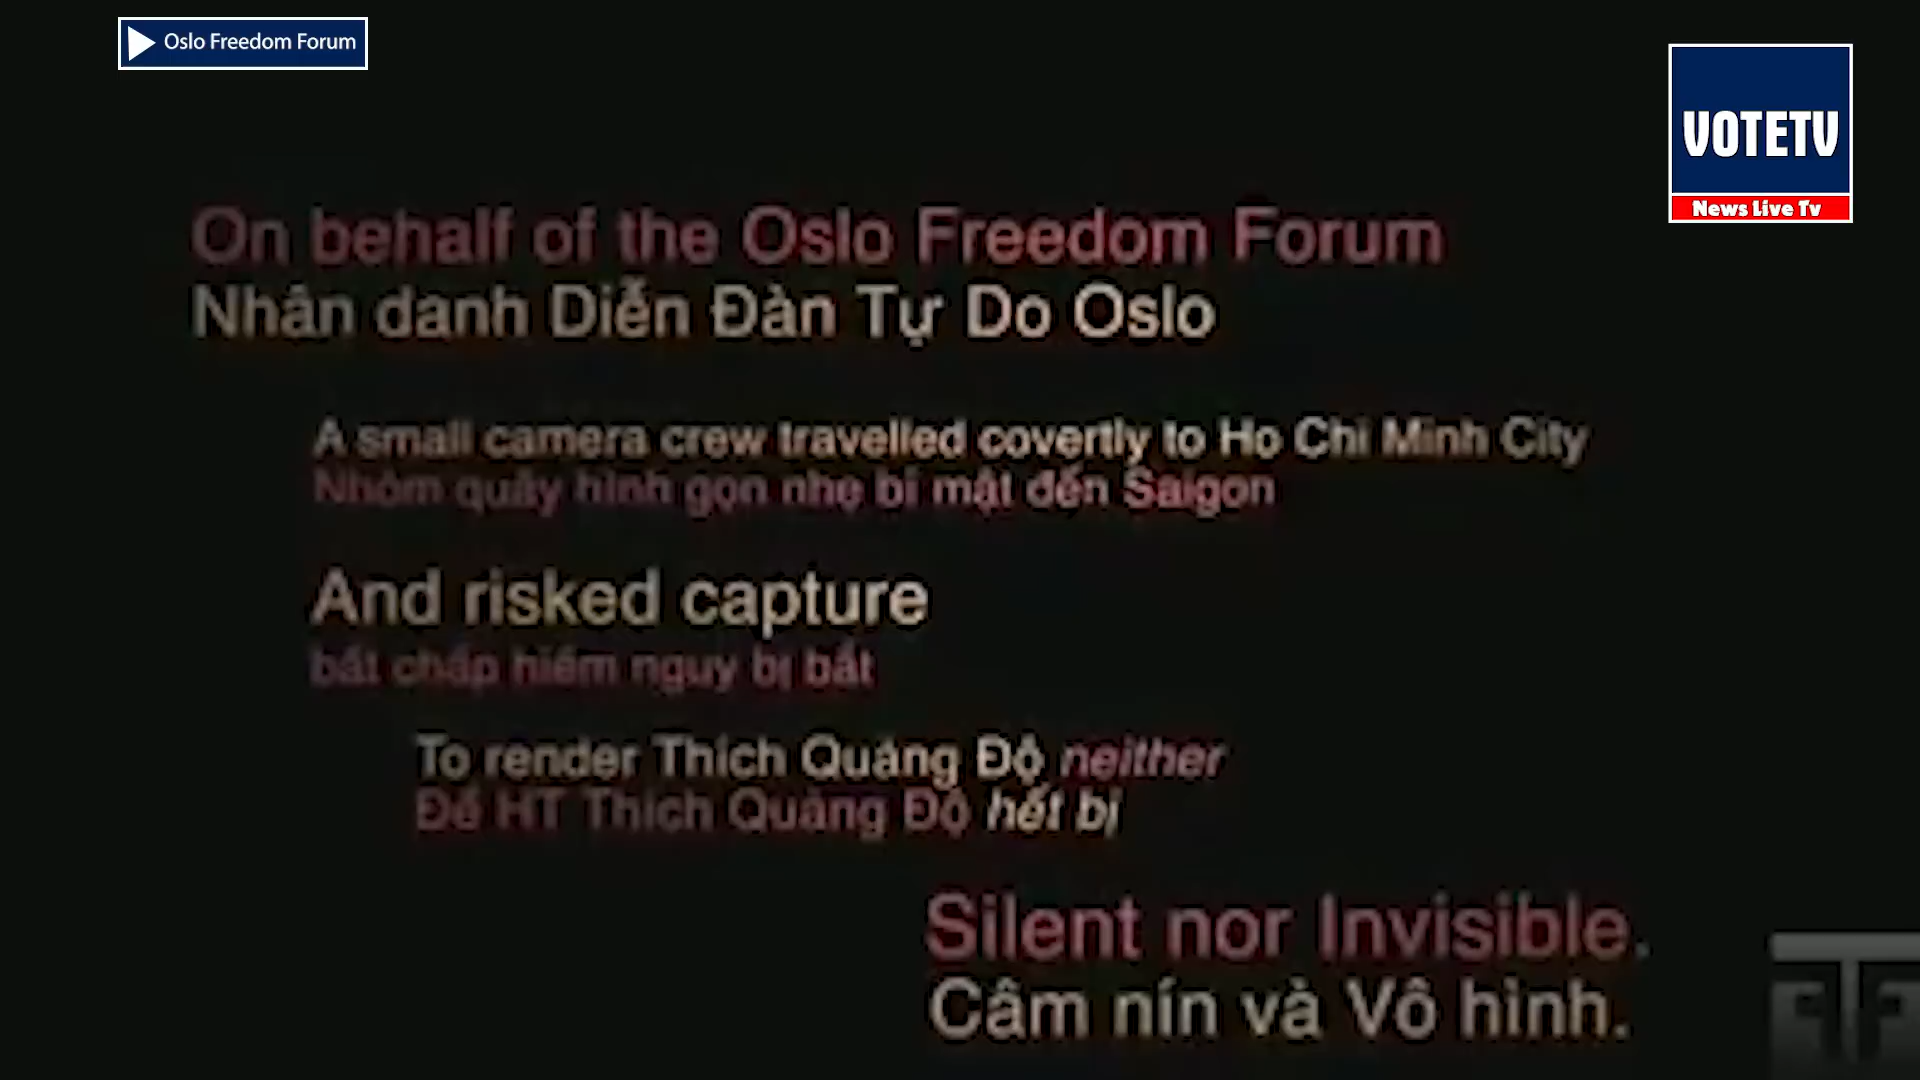 Oslo Freedom Forum
VOTETV
News Live Tv
On behalf of the Oslo Freedom Forum
Nhân danh Diễn Đàn Tự Do Oslo
A small camera crew travelled covertly to Ho Chi Minh City
Nhóm quây hình gọn nhẹ bí mật đến Saigon
And risked capture
bất chấp hiểm nguy bị bắt
To render Thích Quảng Độ neither
Để HT Thích Quảng Độ hết bị
Silent nor Invisible.
Câm nín và Vô hình.